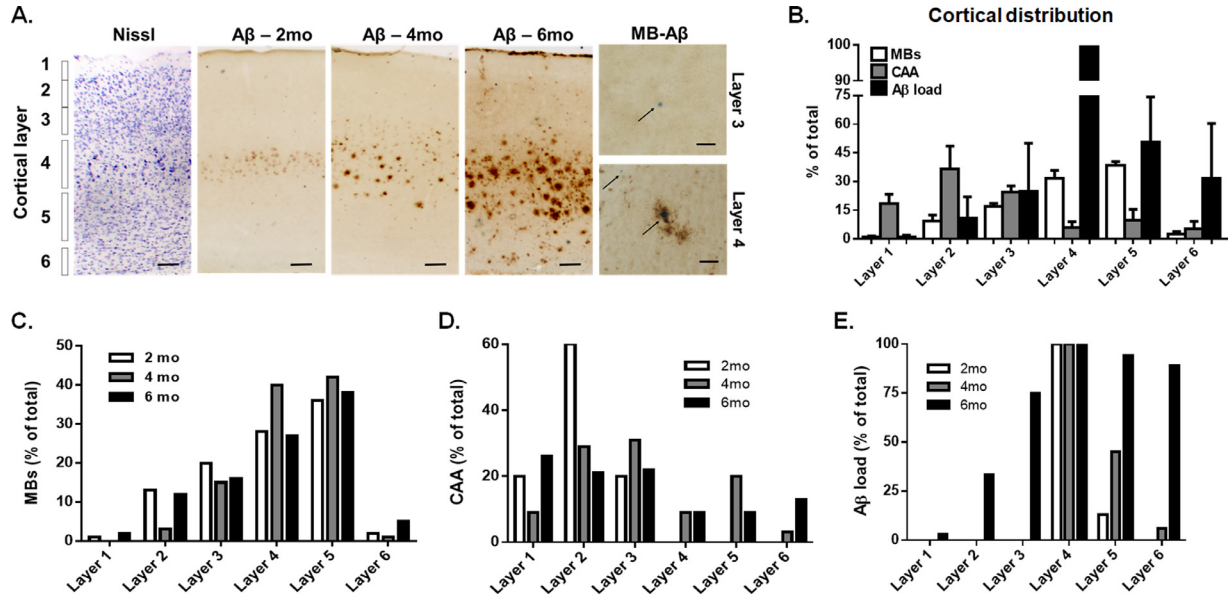 A.
Nissl
Aβ – 2mo
Aβ – 4mo
Aβ – 6mo
MB-Aβ
Cortical layer
1
2
3
4
5
6
Layer 3
Layer 4
B.
Cortical distribution
MBs
CAA
Aβ load
% of total
100
90
75
60
45
30
15
0
Layer 1
Layer 2
Layer 3
Layer 4
Layer 5
Layer 6
C.
2 mo
4 mo
6 mo
MBs (% of total)
50
40
30
20
10
0
Layer 1
Layer 2
Layer 3
Layer 4
Layer 5
Layer 6
D.
2mo
4mo
6mo
CAA (% of total)
60
40
20
0
Layer 1
Layer 2
Layer 3
Layer 4
Layer 5
Layer 6
E.
2mo
4mo
6mo
Aβ load (% of total)
100
75
50
25
0
Layer 1
Layer 2
Layer 3
Layer 4
Layer 5
Layer 6